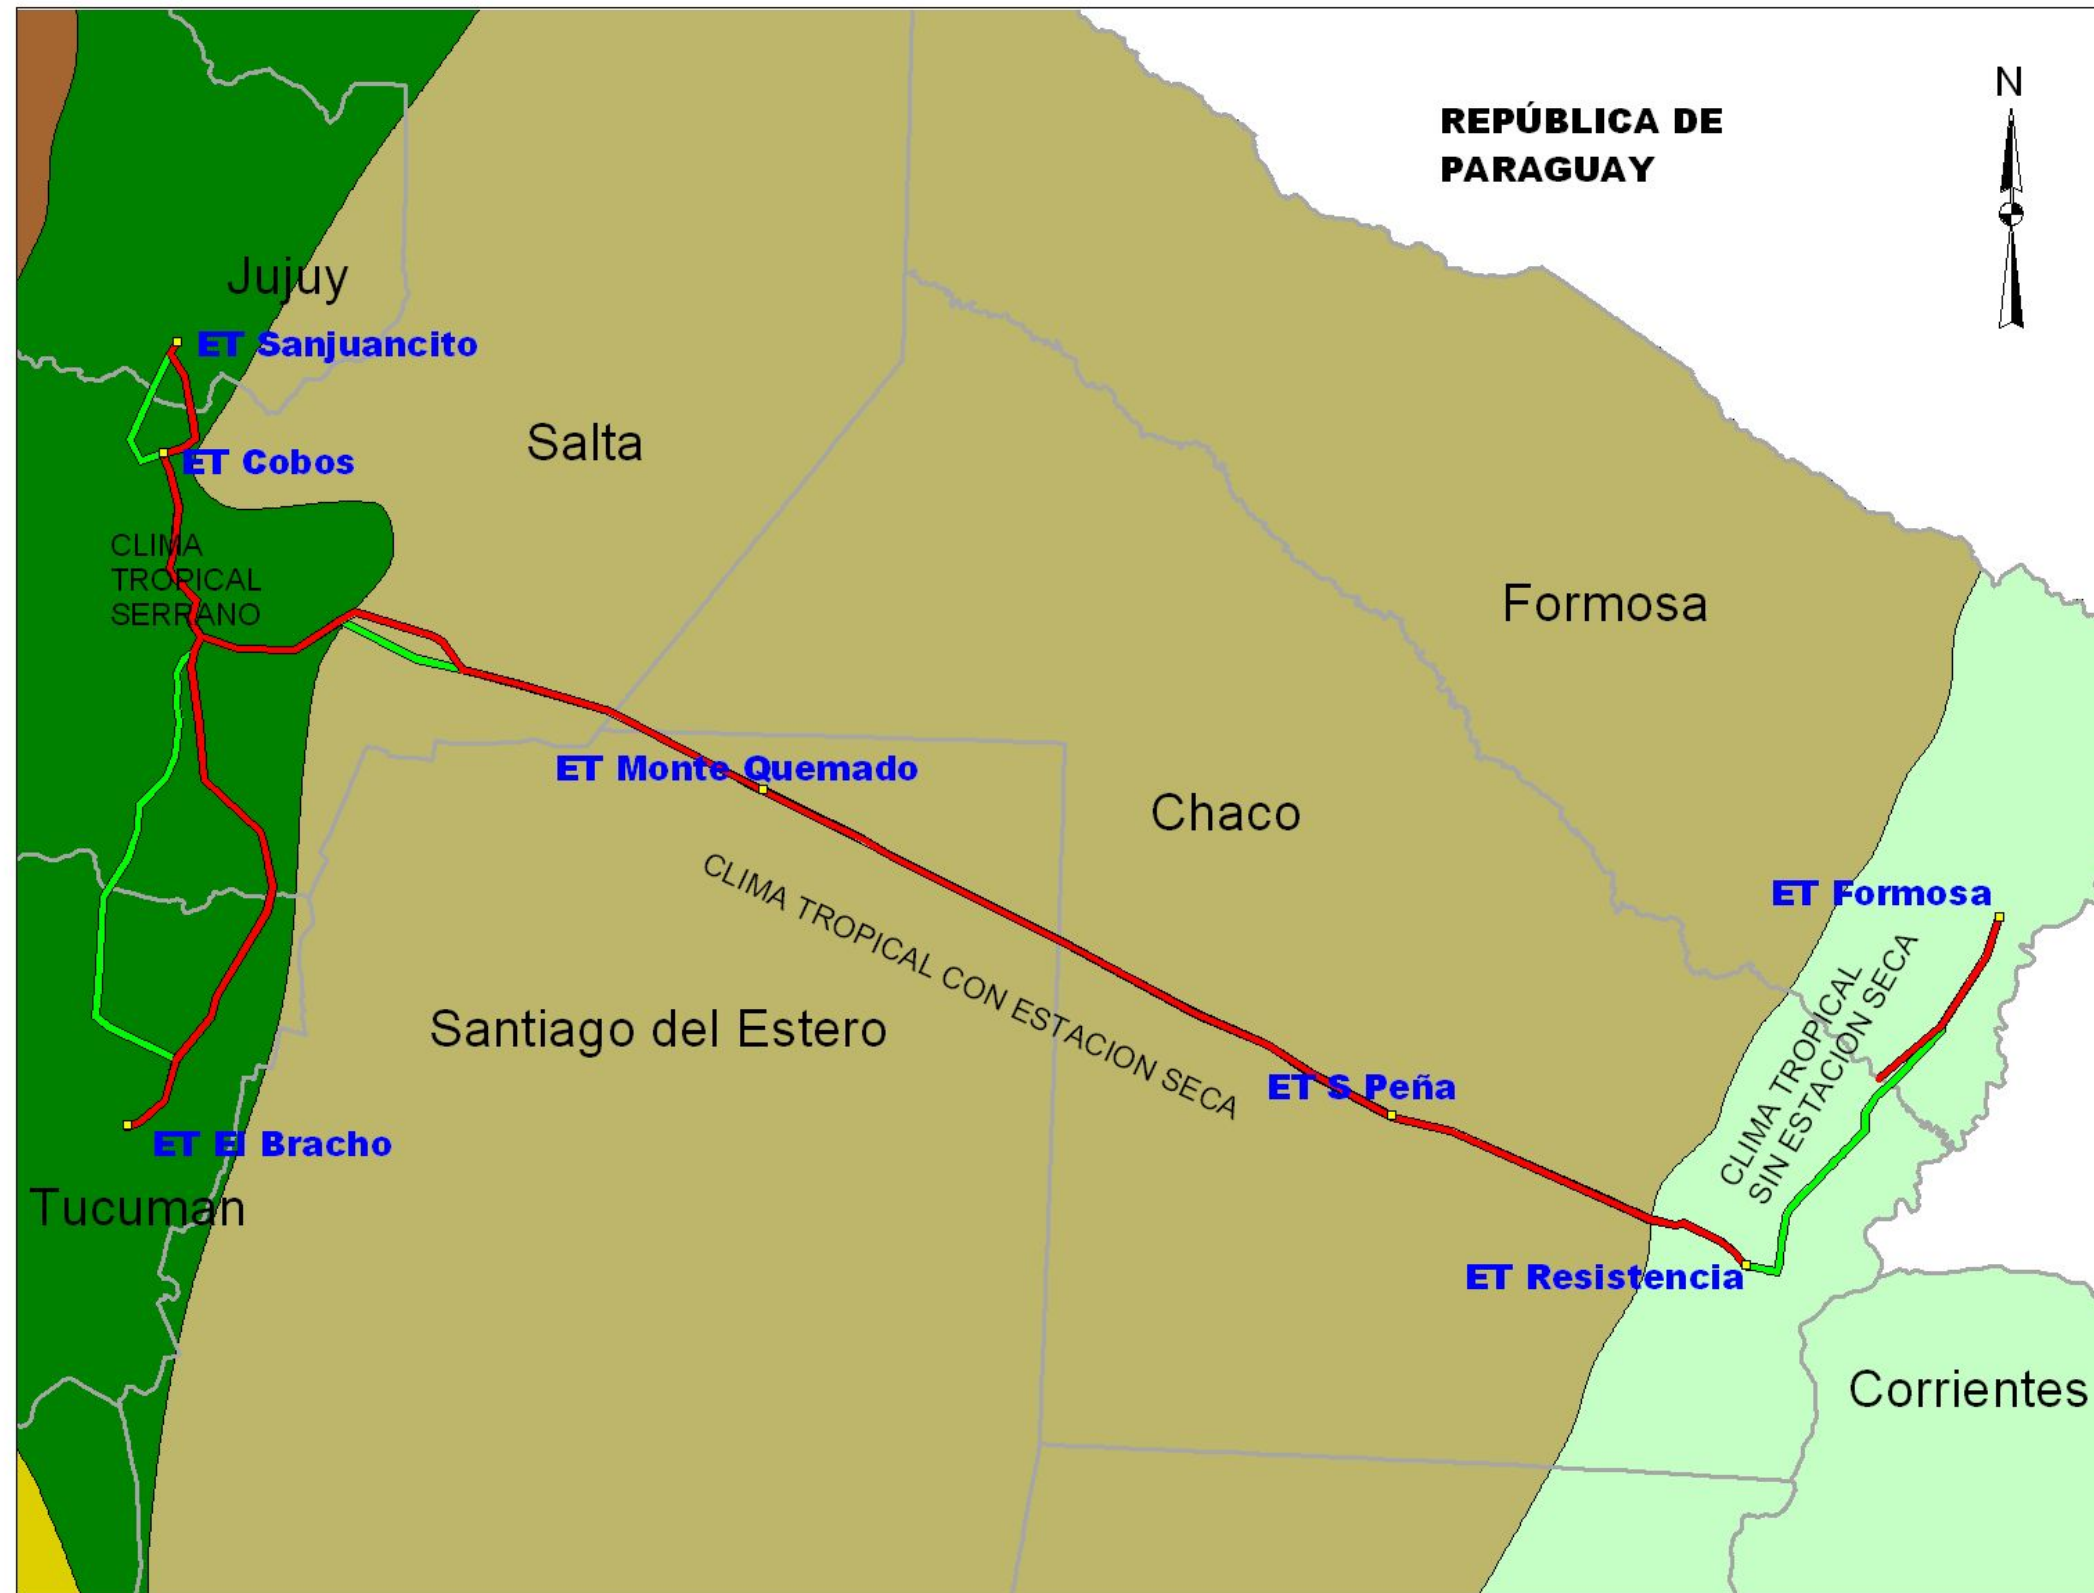 N
REPÚBLICA DE
PARAGUAY
Jujuy
ET Sanjuancito
Salta
ET Cobos
CLIMA
TROPICAL
SERRANO
Formosa
ET Monte Quemado
Chaco
CLIMA TROPICAL CON ESTACION SECA
ET Formosa
CLIMA TROPICAL
SIN ESTACION SECA
Santiago del Estero
ET S Peña
ET El Bracho
Tucuman
ET Resistencia
Corrientes